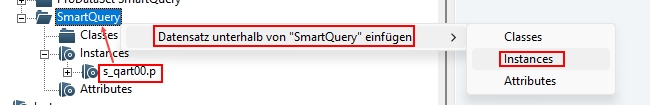 ProDataSet SmartQuery
SmartQuery
Datensatz unterhalb von "SmartQuery" einfügen
Classes
Instances
s_qart00.p
Attributes
Classes
Instances
Attributes